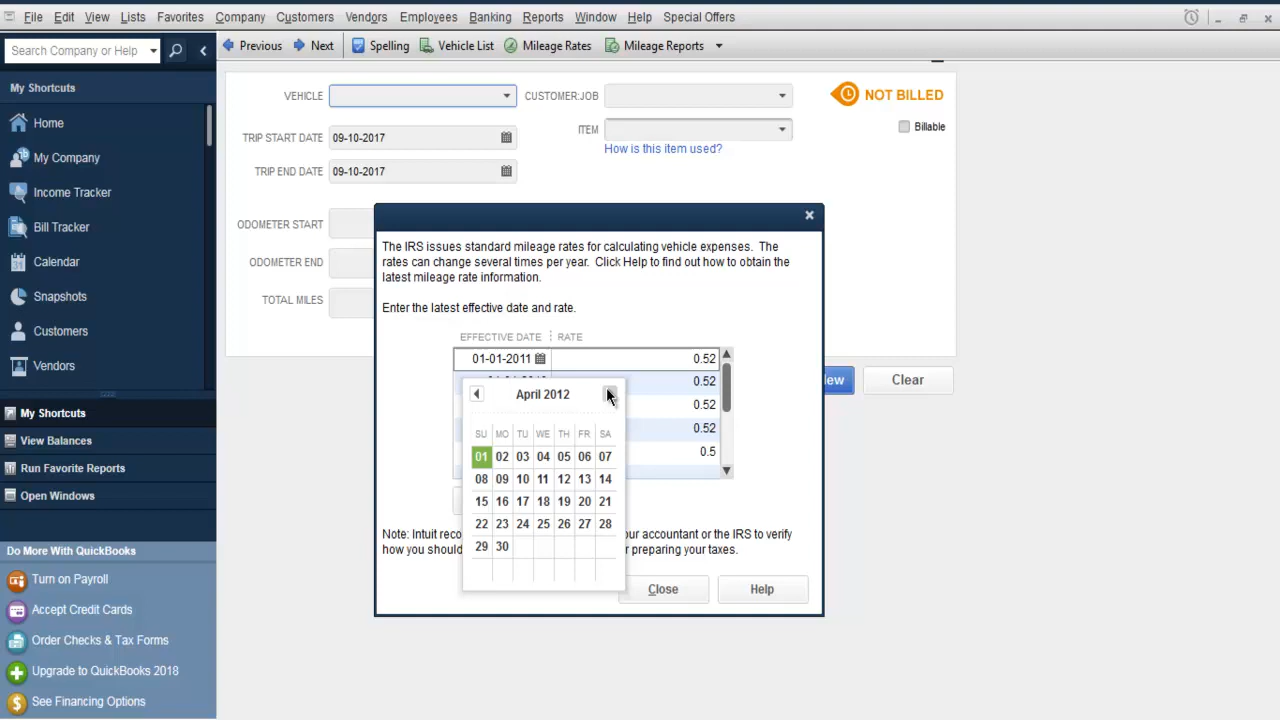 File Edit View Lists Favorites Company Customers Vendors Employees Banking Reports Window Help Special Offers
Search Company or Help
Previous Next Spelling Vehicle List Mileage Rates Mileage Reports
My Shortcuts
Home
My Company
Income Tracker
Bill Tracker
Calendar
Snapshots
Customers
Vendors
My Shortcuts
View Balances
Run Favorite Reports
Open Windows
Do More With QuickBooks
Turn on Payroll
Accept Credit Cards
Order Checks & Tax Forms
Upgrade to QuickBooks 2018
See Financing Options
VEHICLE CUSTOMER:JOB NOT BILLED
TRIP START DATE 09-10-2017 ITEM Billable
How is this item used?
TRIP END DATE 09-10-2017
ODOMETER START
ODOMETER END
TOTAL MILES
Clear
The IRS issues standard mileage rates for calculating vehicle expenses. The
rates can change several times per year. Click Help to find out how to obtain the
latest mileage rate information.
Enter the latest effective date and rate.
EFFECTIVE DATE RATE
01-01-2011 0.52
0.52
0.52
0.52
0.5
April 2012
SU MO TU WE TH FR SA
01 02 03 04 05 06 07
08 09 10 11 12 13 14
15 16 17 18 19 20 21
22 23 24 25 26 27 28
29 30
Note: Intuit reco our accountant or the IRS to verify
how you shoul r preparing your taxes.
Close Help